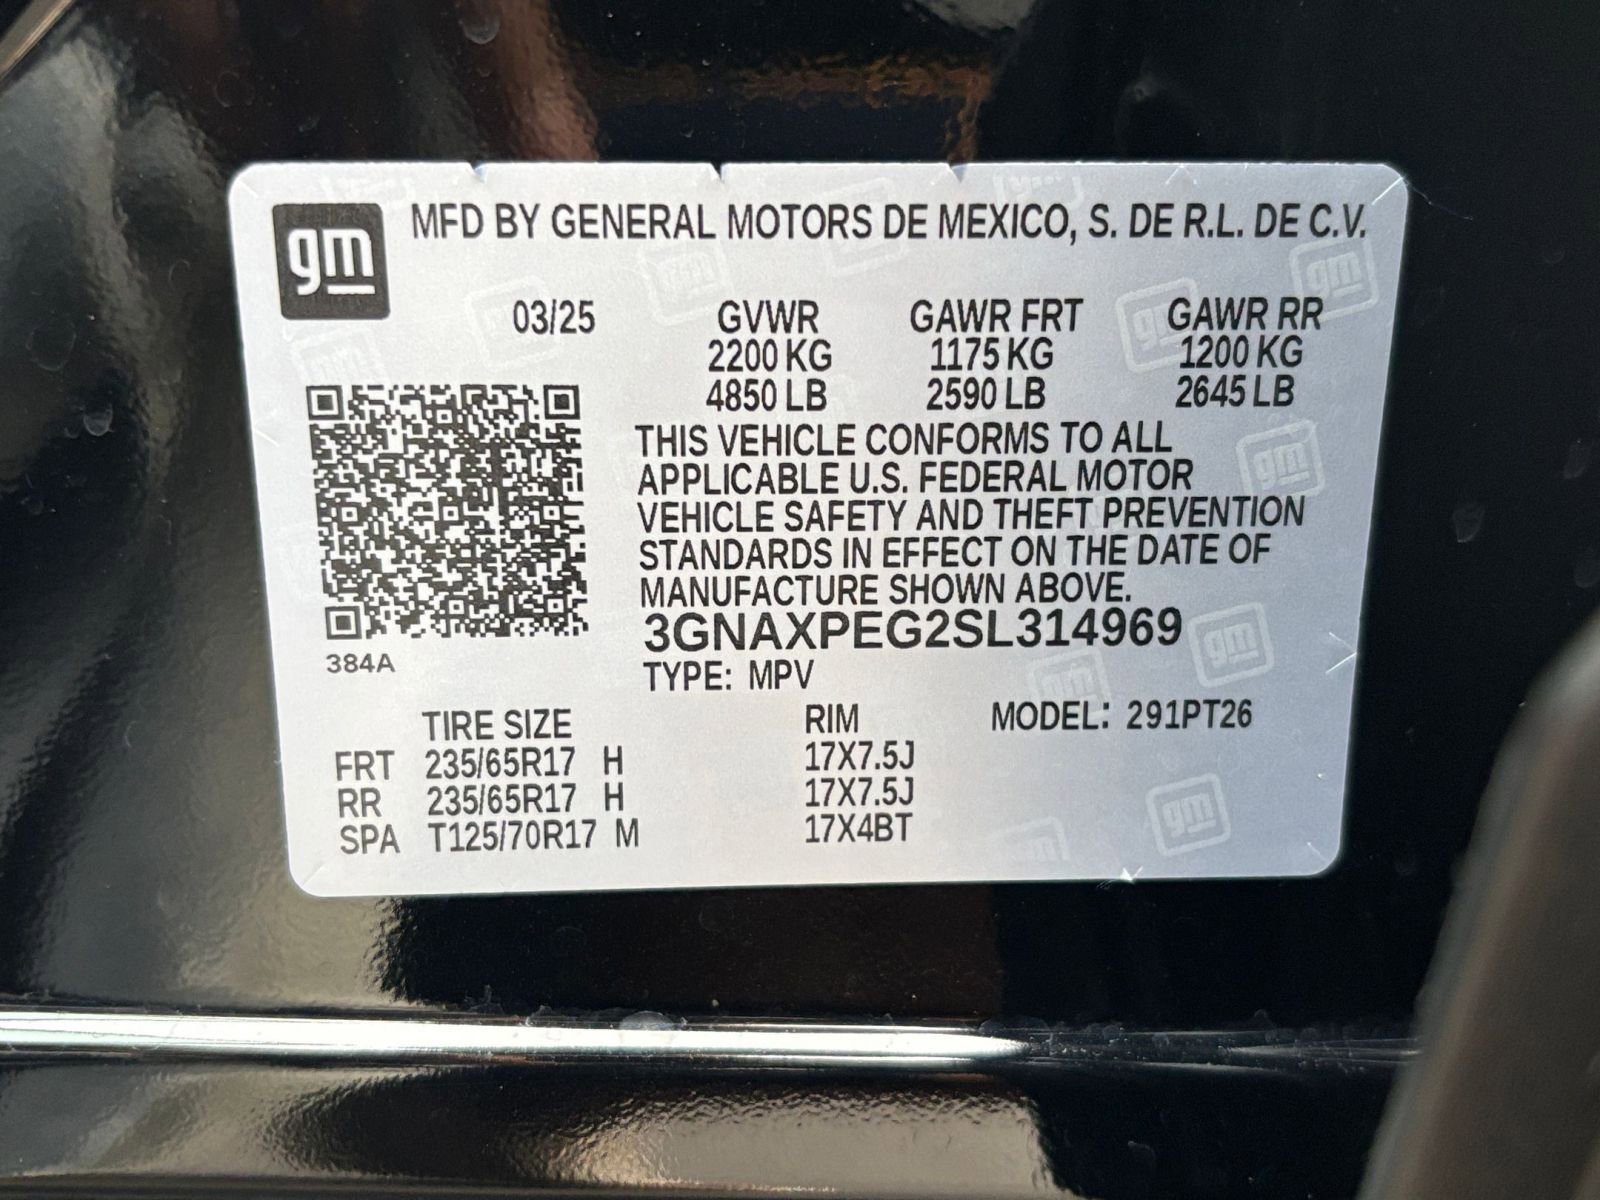 gm
MFD BY GENERAL MOTORS DE MEXICO, S. DE R.L. DE C.V.
03/25 GVWR GAWR FRT GAWR RR
2200 KG 1175 KG 1200 KG
4850 LB 2590 LB 2645 LB
THIS VEHICLE CONFORMS TO ALL
APPLICABLE U.S. FEDERAL MOTOR
VEHICLE SAFETY AND THEFT PREVENTION
STANDARDS IN EFFECT ON THE DATE OF
MANUFACTURE SHOWN ABOVE.
3GNAXPEG2SL314969
384A
TYPE: MPV
TIRE SIZE RIM MODEL: 291PT26
FRT 235/65R17 H 17X7.5J
RR 235/65R17 H 17X7.5J
SPA T125/70R17 M 17X4BT